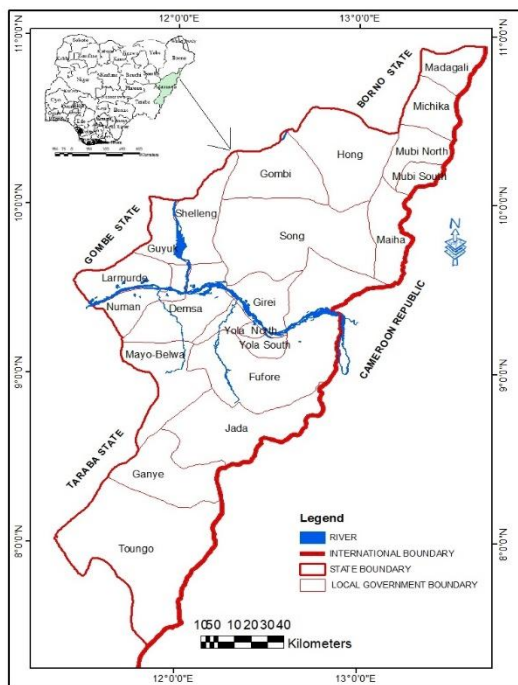 12°0'0"E
13°0'0"E
11°0'0"N
11°0'0"N
BORNO STATE
Madagali
Michika
Mubi North
Mubi South
Hong
Gombi
10°0'0"N
10°0'0"N
Shelleng
Song
Maiha
GOMBE STATE
Guyuk
Larmurde
Numan
Demsa
Girei
Yola North
Yola South
CAMEROON REPUBLIC
Mayo-Belwa
9°0'0"N
9°0'0"N
Fufore
Jada
TARABA STATE
Ganye
Toungo
8°0'0"N
8°0'0"N
N
Legend
RIVER
INTERNATIONAL BOUNDARY
STATE BOUNDARY
LOCAL GOVERNMENT BOUNDARY
1050 10 20 30 40
Kilometers
12°0'0"E
13°0'0"E